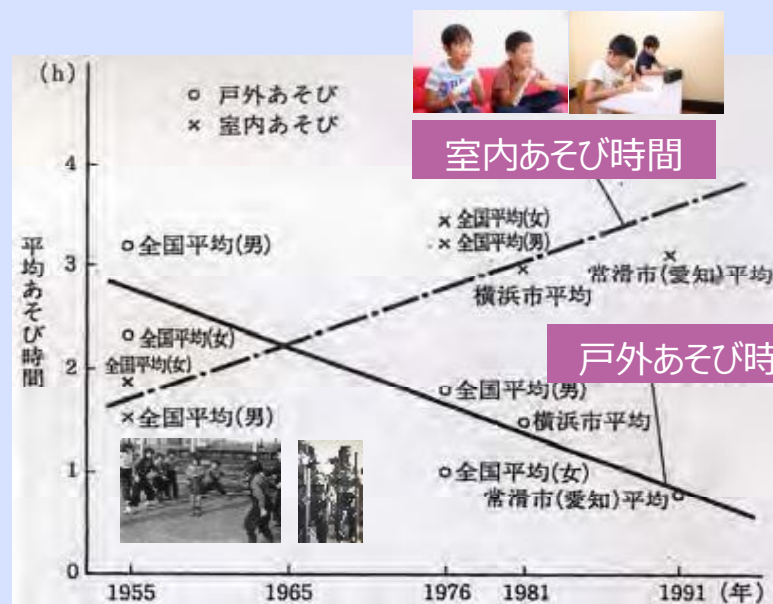 (h)
○ 戸外あそび
× 室内あそび
室内あそび時間
4
× 全国平均(女)
○全国平均(男)
× 全国平均(男)
3
平均あそび時間
横浜市平均
常滑市(愛知)平均
○ 全国平均(女)
全国平均(女)
2
戸外あそび時
○全国平均(男)
×全国平均(男)
○横浜市平均
1
○全国平均(女)
常滑市(愛知)平均
0
1955 1965 1976 1981 1991 (年)